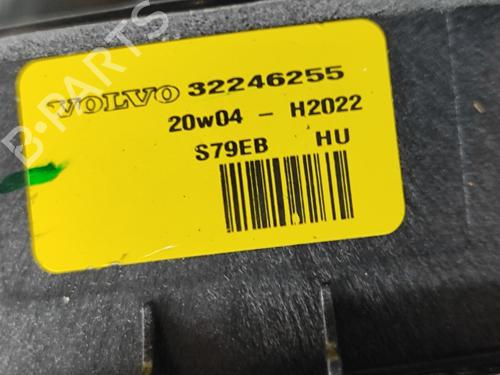 VOLVO 32246255
20w04 - H2022
S79EB HU
B-PARTS